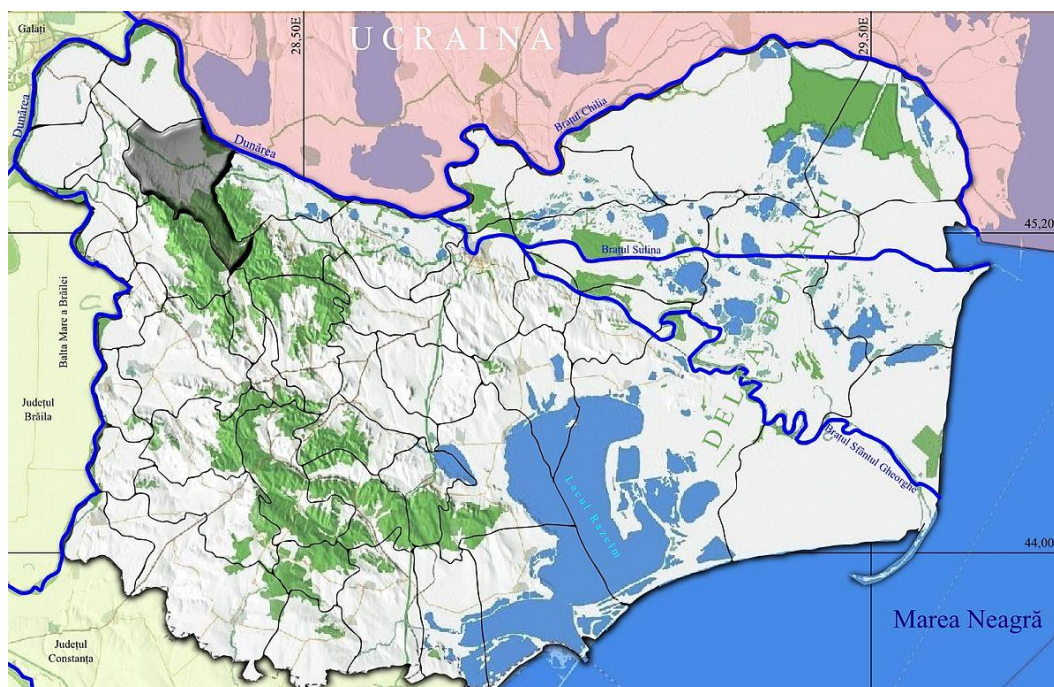 Galați
28,50E
UCRAINA
29,50E
Dunărea
Dunărea
Brațul Chilia
45,20
Brațul Sulina
DELTA DUNĂRII
Balta Mare a Brăilei
Județul
Brăila
Brațul Sfântul Gheorghe
Lacul Razelm
44,00
Marea Neagră
Județul
Constanța